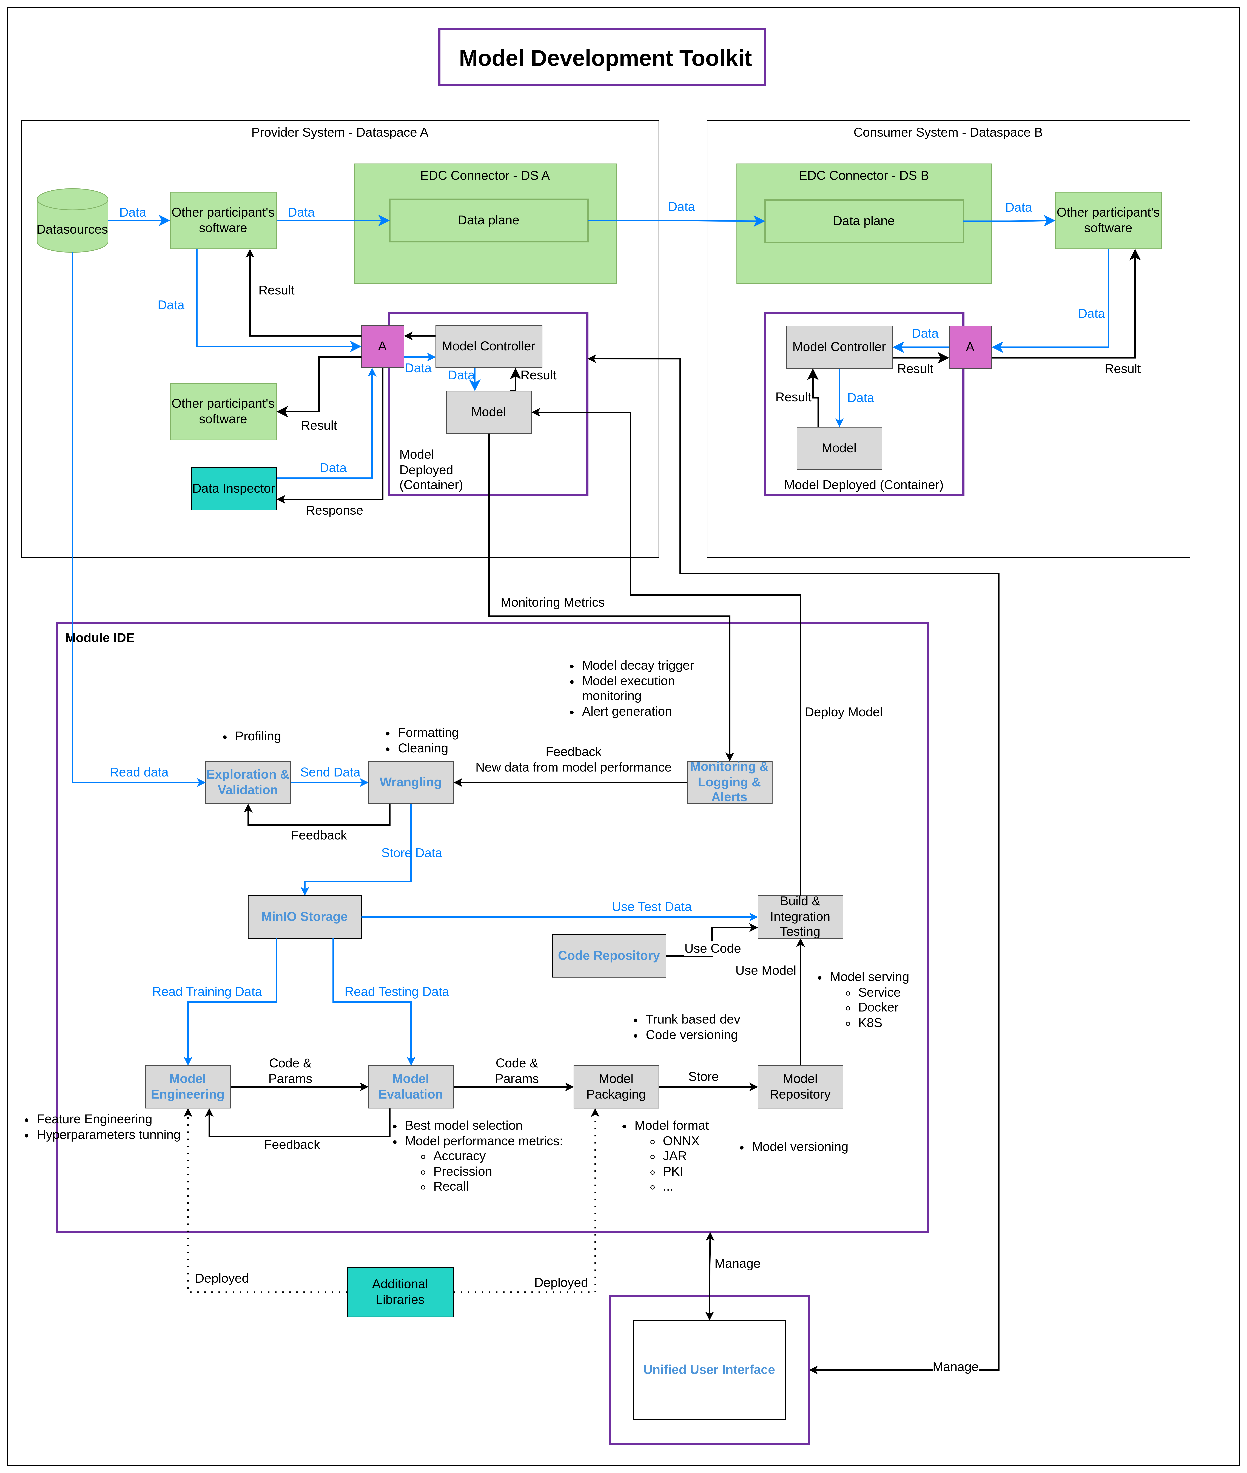 Model Development Toolkit
Provider System - Dataspace A
Consumer System - Dataspace B
EDC Connector - DS A
EDC Connector - DS B
Datasources
Data
Other participant's
software
Data
Data plane
Data
Data plane
Data
Other participant's
software
Result
Data
Data
A
Model Controller
Data
Data
Result
Model
Model
Deployed
(Container)
Other participant's
software
Result
Data
Data Inspector
Response
Model Controller
Data
A
Result
Result
Result
Data
Model
Model Deployed (Container)
Monitoring Metrics
Module IDE
Model decay trigger
Model execution
monitoring
Alert generation
Deploy Model
Profiling
Formatting
Cleaning
Feedback
New data from model performance
Read data
Exploration &
Validation
Send Data
Wrangling
Monitoring &
Logging &
Alerts
Feedback
Store Data
MinIO Storage
Use Test Data
Build &
Integration
Testing
Code Repository
Use Code
Use Model
Model serving
Service
Docker
K8S
Read Training Data
Read Testing Data
Trunk based dev
Code versioning
Model
Engineering
Code &
Params
Model
Evaluation
Code &
Params
Model
Packaging
Store
Model
Repository
Feature Engineering
Hyperparameters tunning
Feedback
Best model selection
Model performance metrics:
Accuracy
Precission
Recall
Model format
ONNX
JAR
PKI
...
Model versioning
Deployed
Additional
Libraries
Deployed
Manage
Unified User Interface
Manage